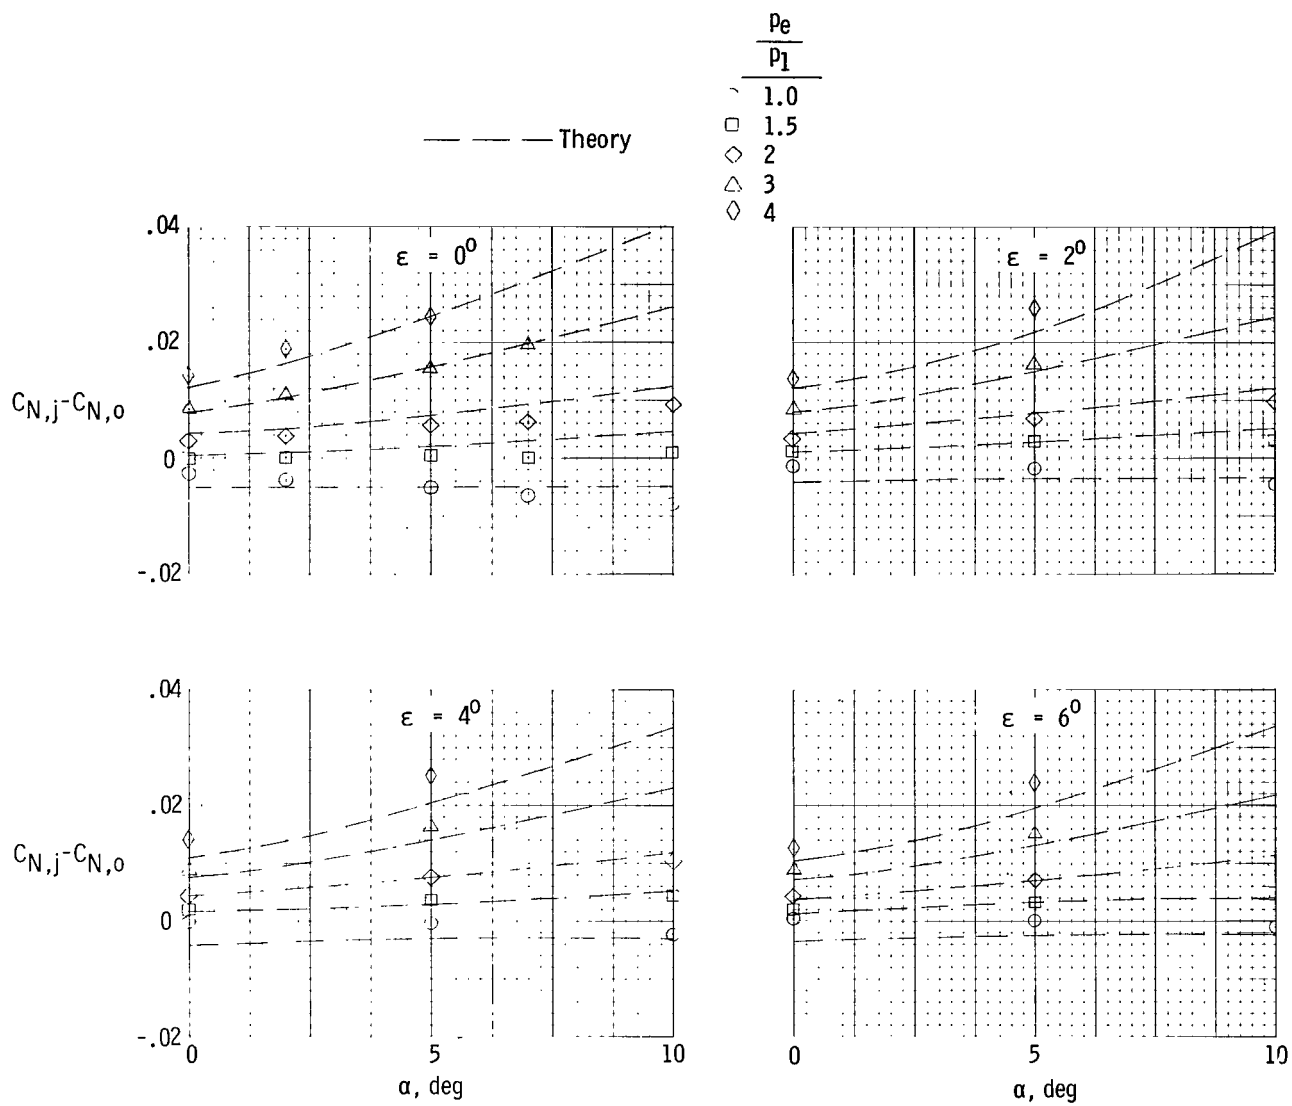 pe
p1
1.0
1.5
2
3
4
Theory
ε = 0°
ε = 2°
.04
.02
0
-.02
CN,j-CN,o
ε = 4°
ε = 6°
.04
.02
0
-.02
CN,j-CN,o
0 5 10
α, deg
0 5 10
α, deg